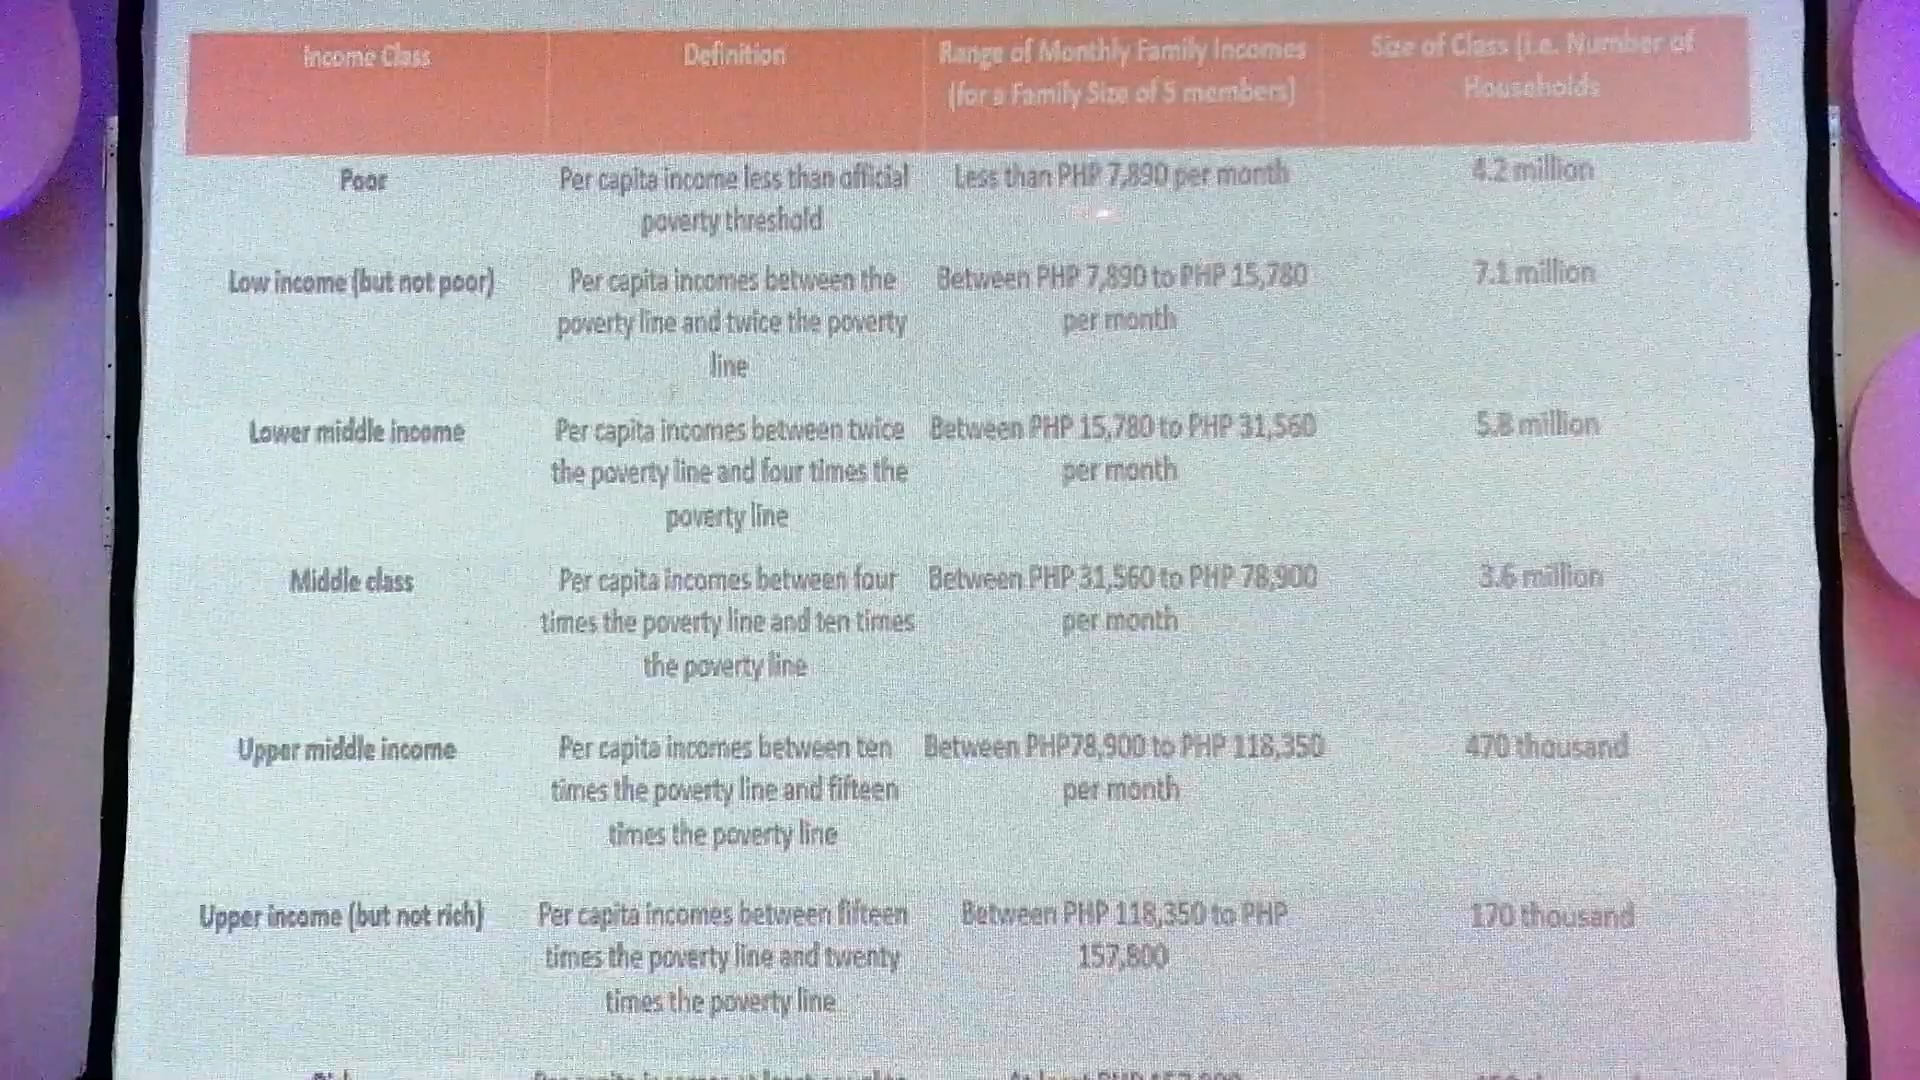 Income Class
Definition
Range of Monthly Family Incomes
(for a Family Size of 5 members)
Size of Class (i.e. Number of
Households
Poor
Per capita income less than official
poverty threshold
Less than PHP 7,890 per month
4.2 million
Low income (but not poor)
Per capita incomes between the
poverty line and twice the poverty
line
Between PHP 7,890 to PHP 15,780
per month
7.1 million
Lower middle income
Per capita incomes between twice
the poverty line and four times the
poverty line
Between PHP 15,780 to PHP 31,560
per month
5.8 million
Middle class
Per capita incomes between four
times the poverty line and ten times
the poverty line
Between PHP 31,560 to PHP 78,900
per month
3.6 million
Upper middle income
Per capita incomes between ten
times the poverty line and fifteen
times the poverty line
Between PHP78,900 to PHP 118,350
per month
470 thousand
Upper income (but not rich)
Per capita incomes between fifteen
times the poverty line and twenty
times the poverty line
Between PHP 118,350 to PHP
157,800
170 thousand